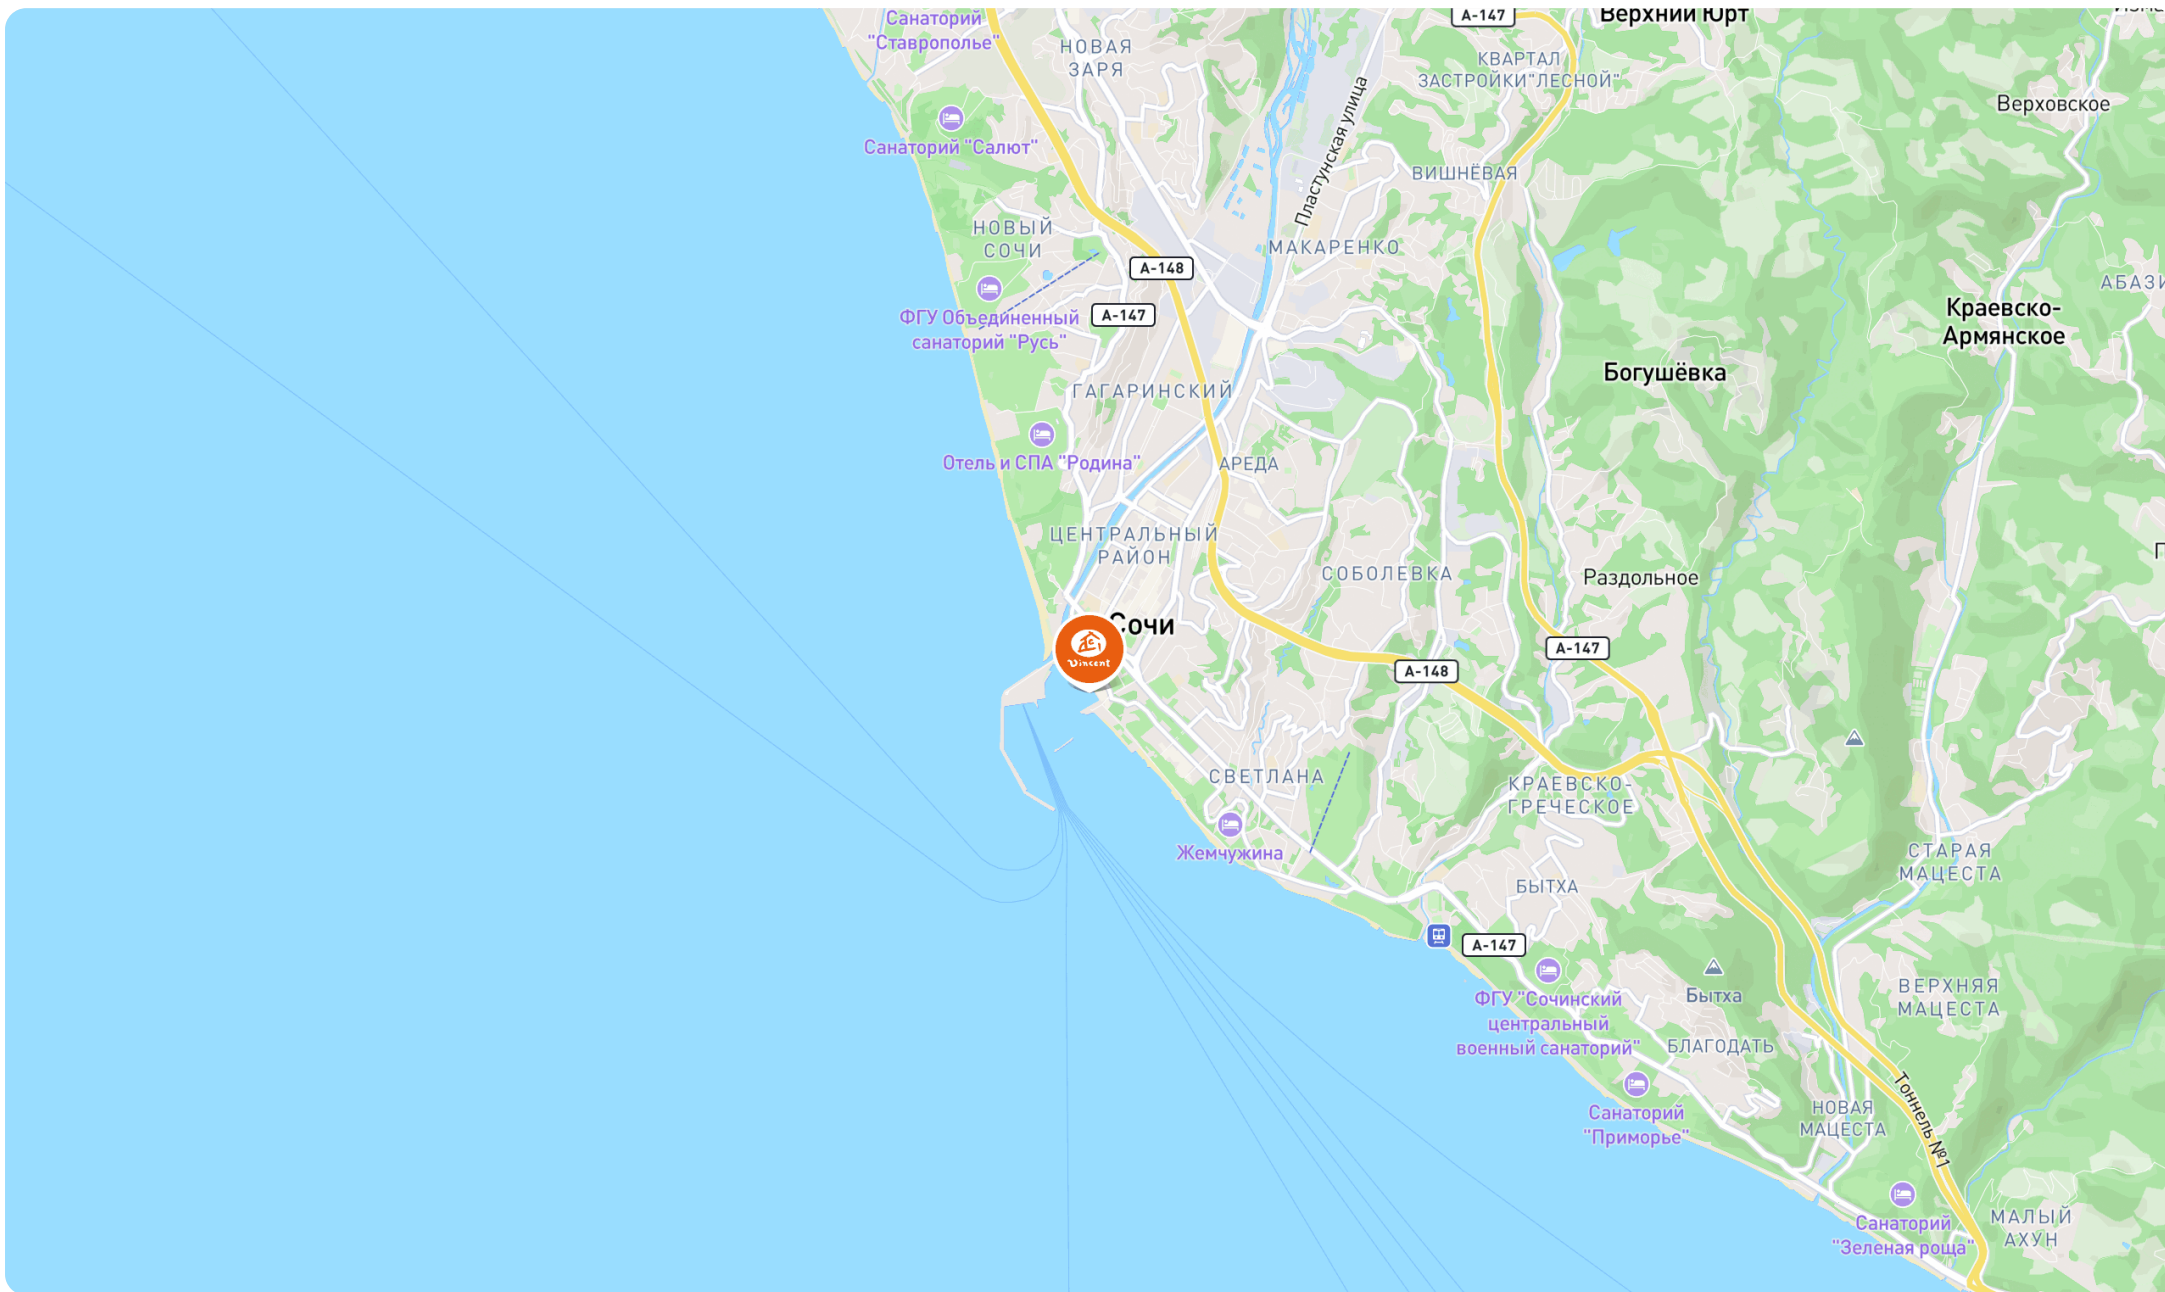 Санаторий
"Ставрополье"
НОВАЯ
ЗАРЯ
А-147
Верхний Юрт
КВАРТАЛ
ЗАСТРОЙКИ"ЛЕСНОЙ"
Пластунская улица
Верховское
Санаторий "Салют"
ВИШНЁВАЯ
НОВЫЙ
СОЧИ
МАКАРЕНКО
А-148
А-147
ФГУ Объединенный
санаторий "Русь"
Краевско-
Армянское
Богушёвка
ГАГАРИНСКИЙ
Отель и СПА "Родина"
АРЕДА
ЦЕНТРАЛЬНЫЙ
РАЙОН
СОБОЛЕВКА
Раздольное
Сочи
Vincent
А-147
А-148
СВЕТЛАНА
КРАЕВСКО-
ГРЕЧЕСКОЕ
Жемчужина
СТАРАЯ
МАЦЕСТА
БЫТХА
А-147
ФГУ "Сочинский
центральный
военный санаторий"
Бытха
ВЕРХНЯЯ
МАЦЕСТА
БЛАГОДАТЬ
Санаторий
"Приморье"
НОВАЯ
МАЦЕСТА
Тоннель №1
Санаторий
"Зеленая роща"
МАЛЫЙ
АХУН